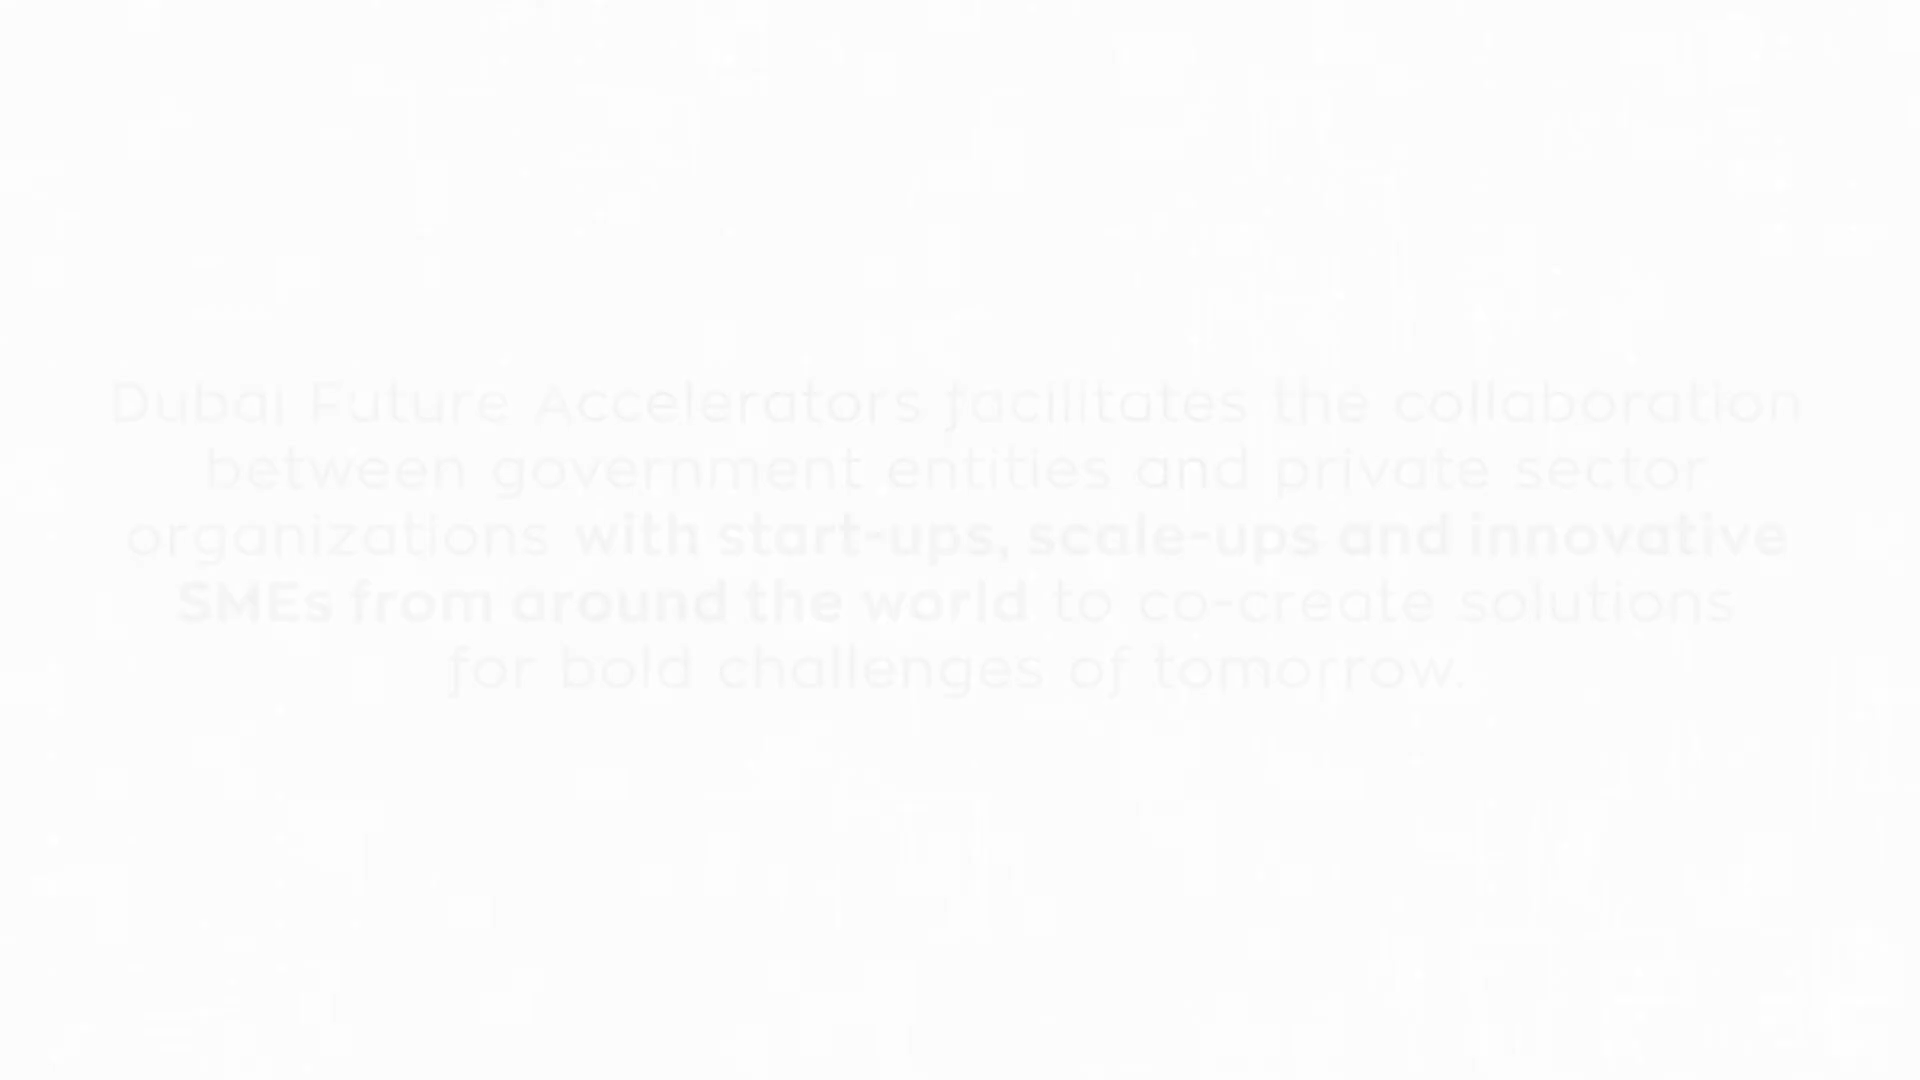 Dubai Future Accelerators facilitates the collaboration
between government entities and private sector
organizations with start-ups, scale-ups and innovative
SMEs from around the world to co-create solutions
for bold challenges of tomorrow.